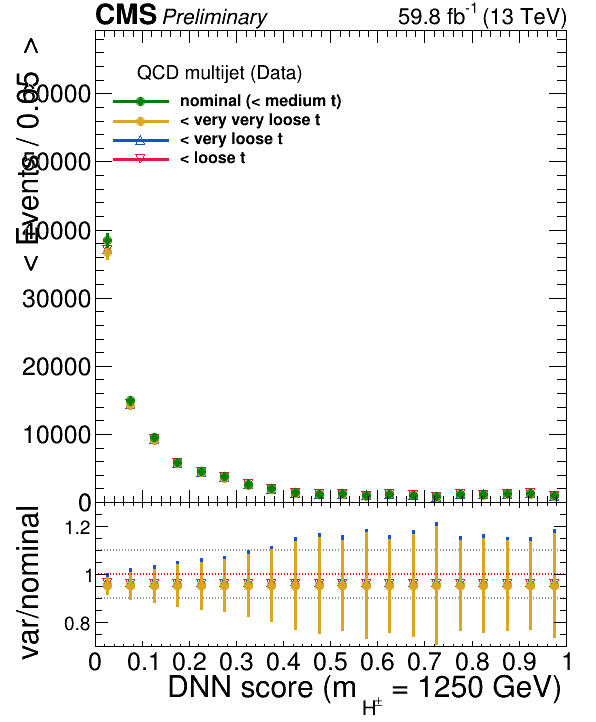 CMS Preliminary 59.8 fb-1 (13 TeV)
< Events / 0.05 >
QCD multijet (Data)
nominal (< medium t)
< very very loose t
< very loose t
< loose t
60000
50000
40000
30000
20000
10000
0
var/nominal
1.2
1
0.8
0 0.1 0.2 0.3 0.4 0.5 0.6 0.7 0.8 0.9 1
DNN score (m H± = 1250 GeV)